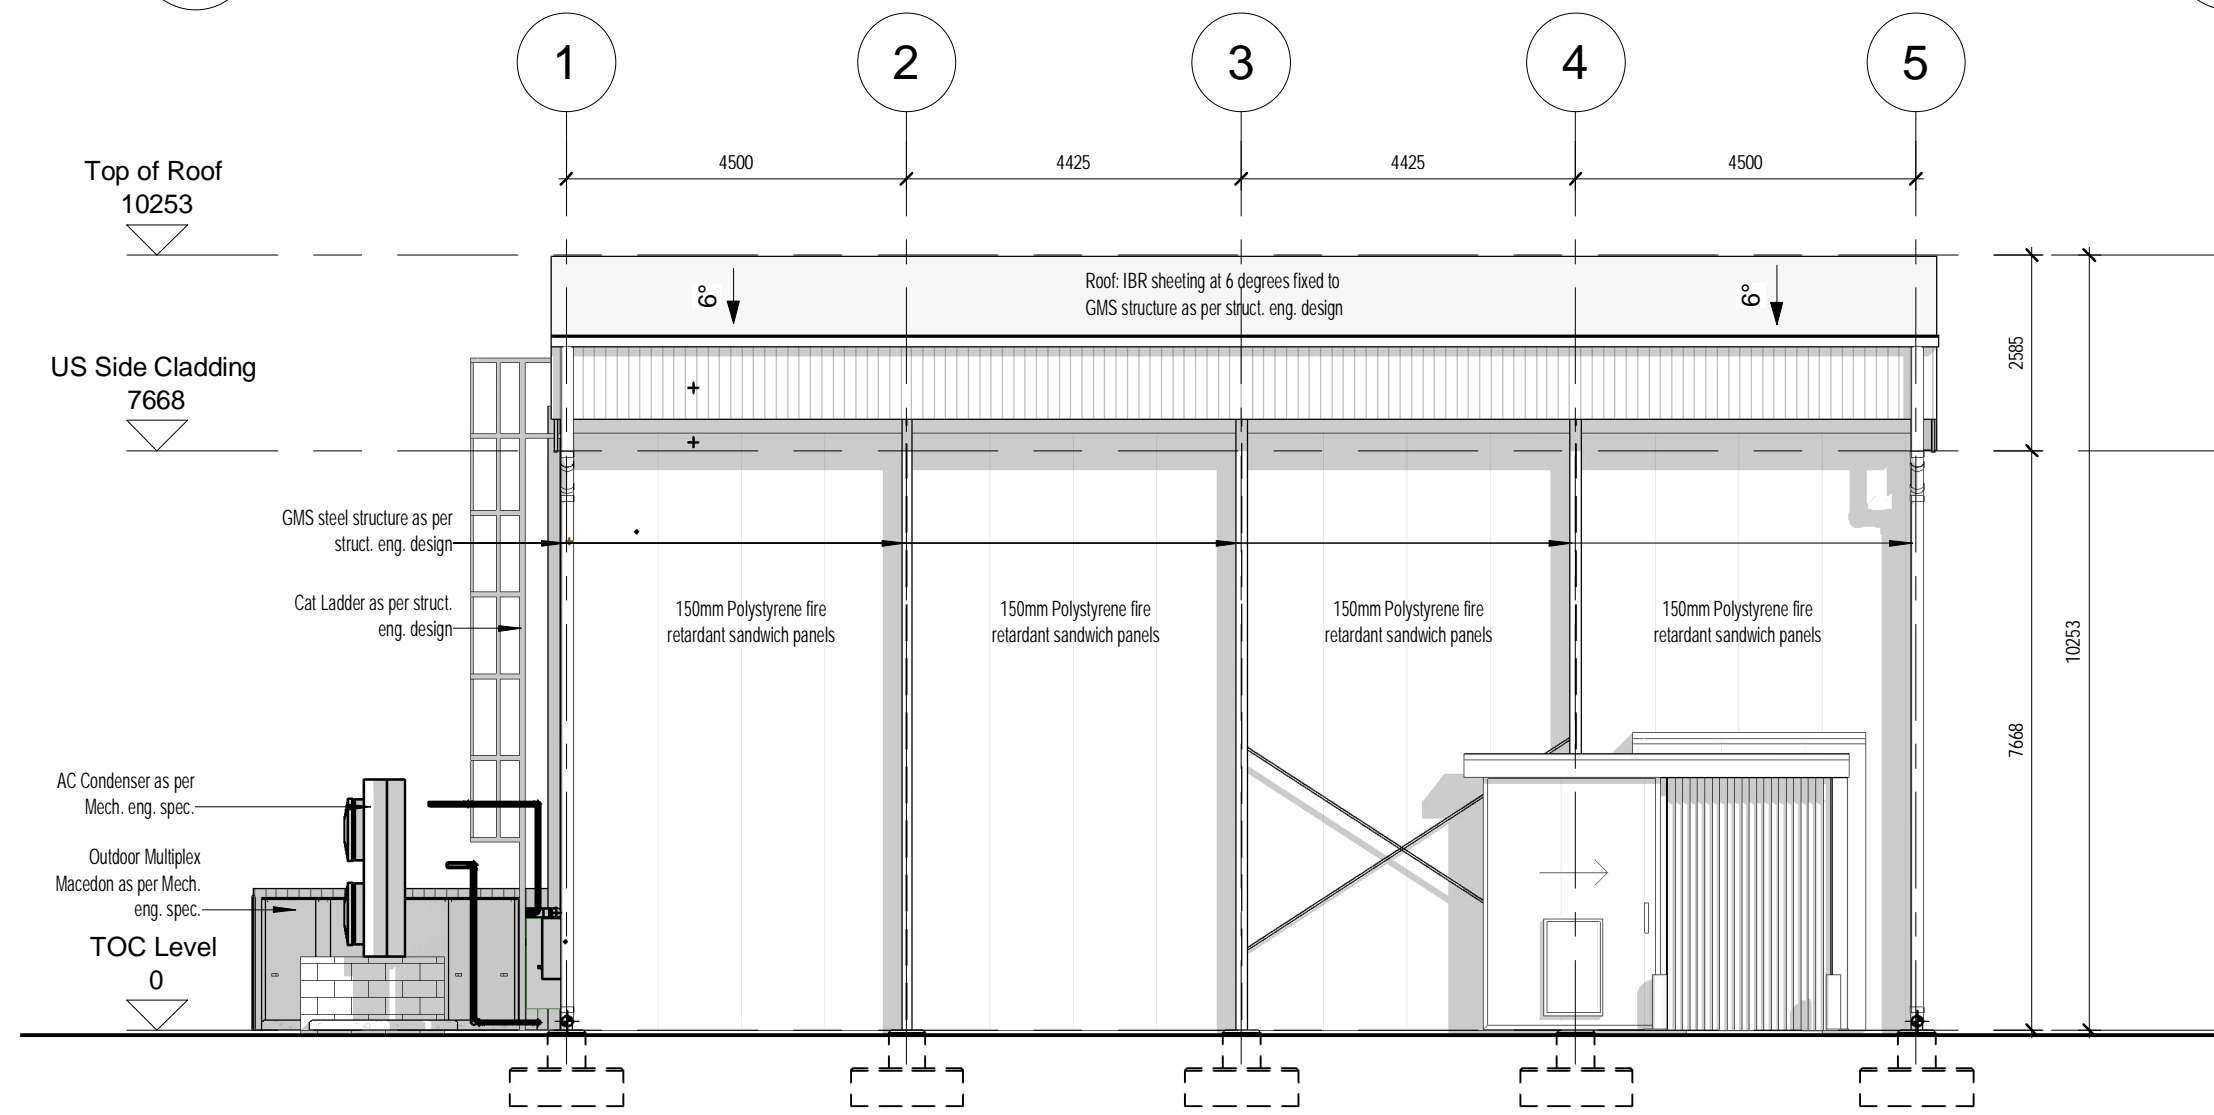 1
2
3
4
5
4500
4425
4425
4500
Top of Roof
10253
Roof: IBR sheeting at 6 degrees fixed to
GMS structure as per struct. eng. design
6°
6°
US Side Cladding
7668
2585
GMS steel structure as per
struct. eng. design
Cat Ladder as per struct.
eng. design
150mm Polystyrene fire
retardant sandwich panels
150mm Polystyrene fire
retardant sandwich panels
150mm Polystyrene fire
retardant sandwich panels
150mm Polystyrene fire
retardant sandwich panels
10253
7668
AC Condenser as per
Mech. eng. spec.
Outdoor Multiplex
Macedon as per Mech.
eng. spec.
TOC Level
0